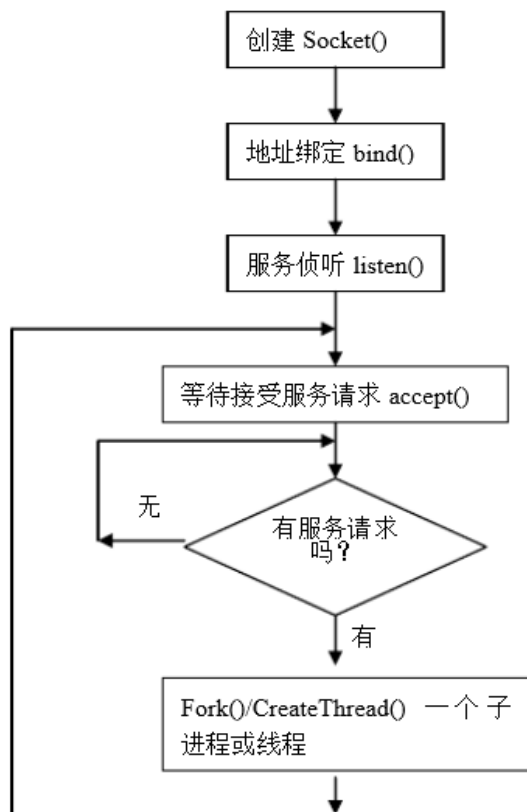 创建 Socket()
地址绑定 bind()
服务侦听 listen()
等待接受服务请求 accept()
无
有服务请求
吗？
有
Fork()/CreateThread() 一个子
进程或线程